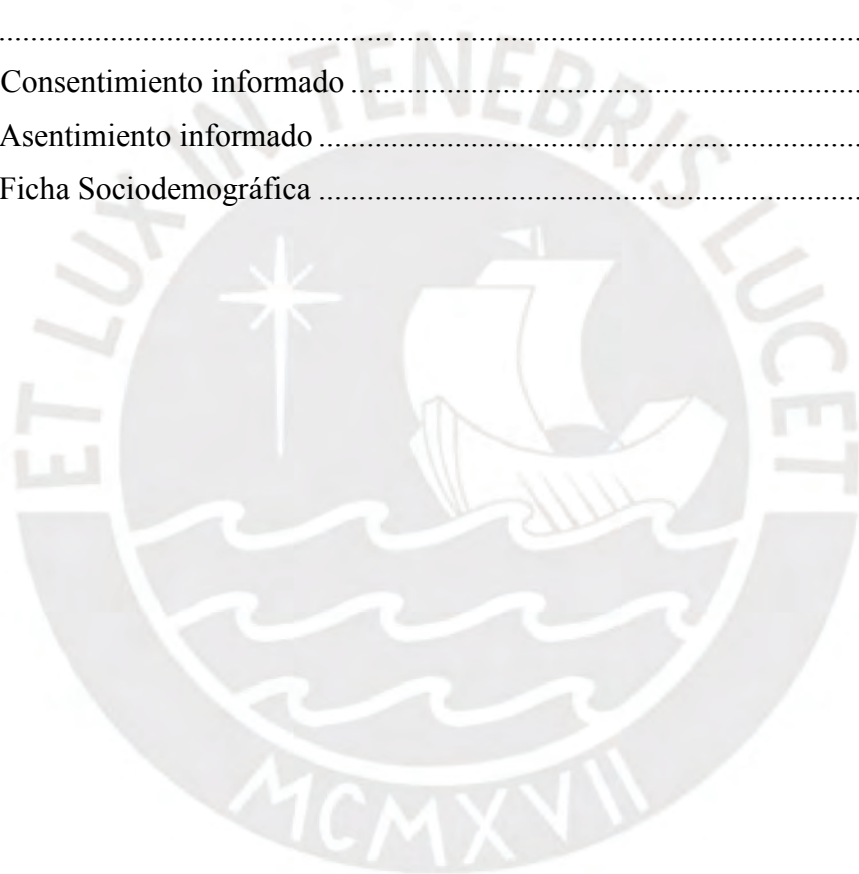 ................................................................................................
Consentimiento informado ................................................................
Asentimiento informado ....................................................................
Ficha Sociodemográfica ....................................................................
ET LUX IN TENEBRIS LUCET
MCMXVII